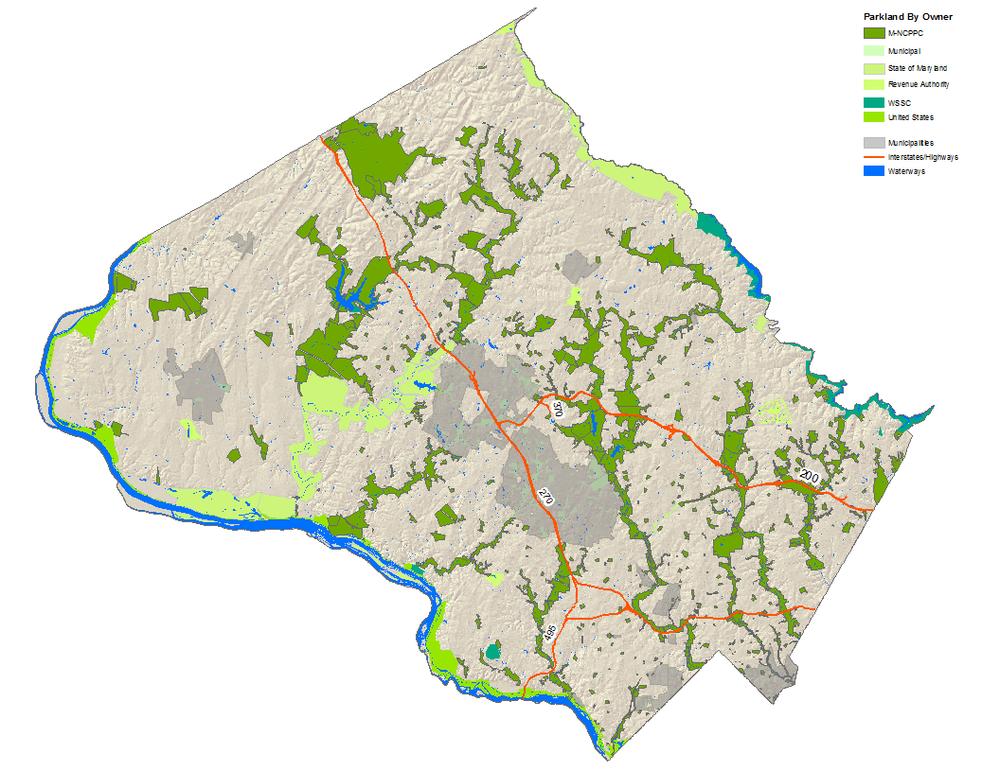 Parkland By Owner
M-NCPPC
Municipal
State of Maryland
Revenue Authority
WSSC
United States
Municipalities
Interstates/Highways
Waterways
370
200
270
495